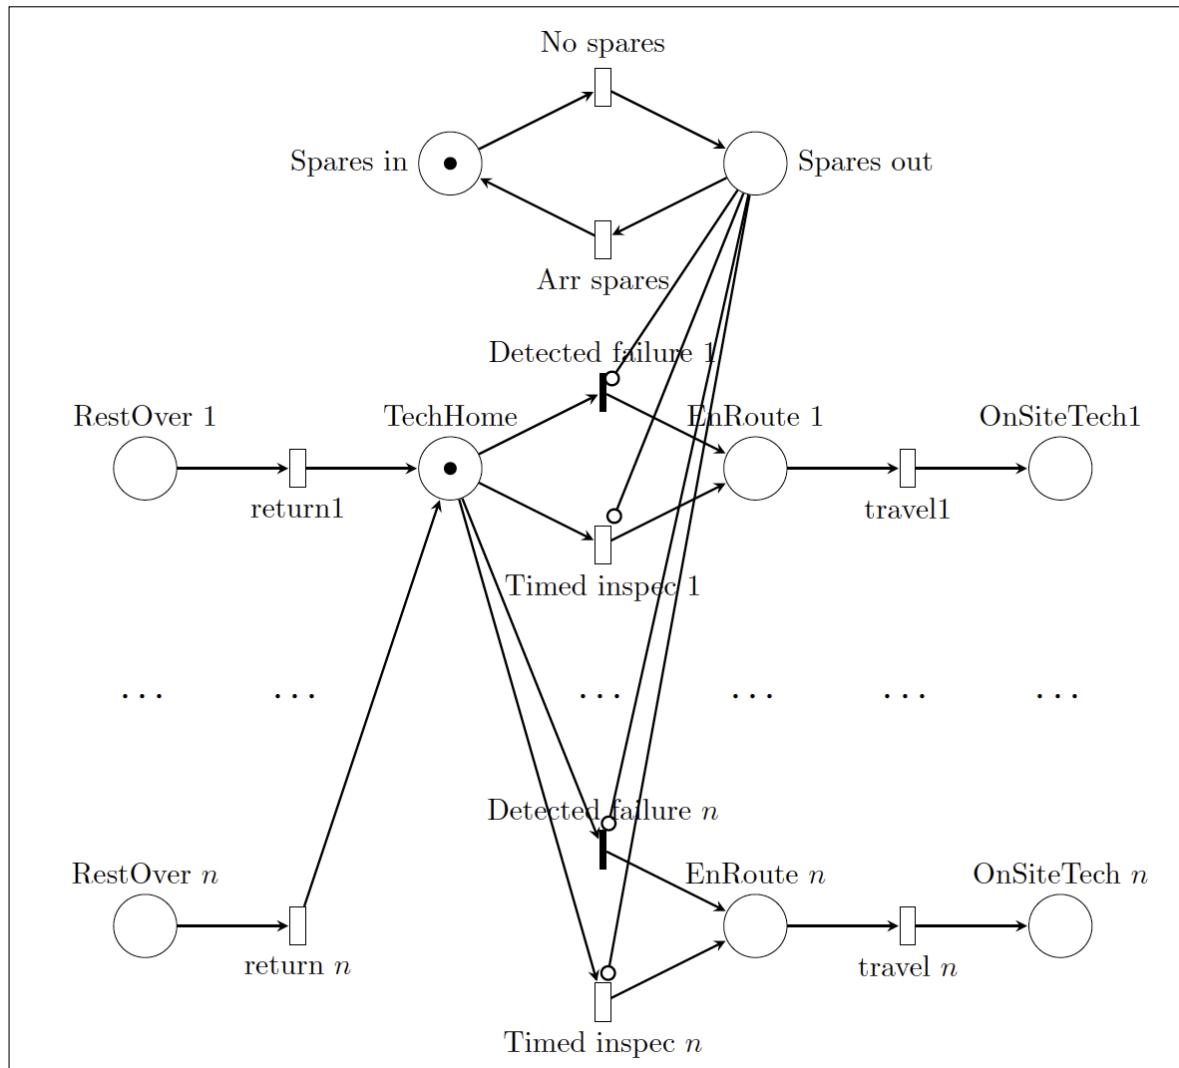 No spares
Spares in
Spares out
Arr spares
Detected failure 1
RestOver 1
TechHome
EnRoute 1
OnSiteTech1
return1
travel1
Timed inspec 1
... ... ... ... ... ...
Detected failure n
RestOver n
EnRoute n
OnSiteTech n
return n
travel n
Timed inspec n